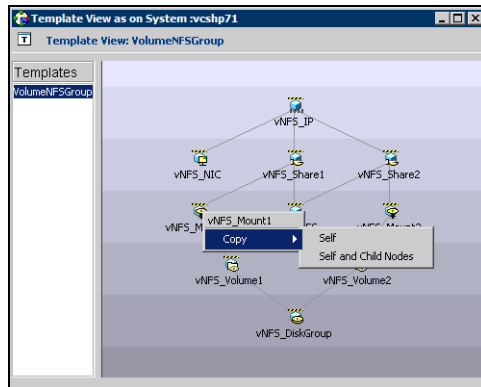 Template View as on System :vcshp71
Template View: VolumeNFSGroup
Templates
VolumeNFSGroup
vNFS_IP
vNFS_NIC
vNFS_Share1
vNFS_Share2
vNFS_Mount1
Copy
Self
Self and Child Nodes
vNFS_Volume1
vNFS_Volume2
vNFS_DiskGroup